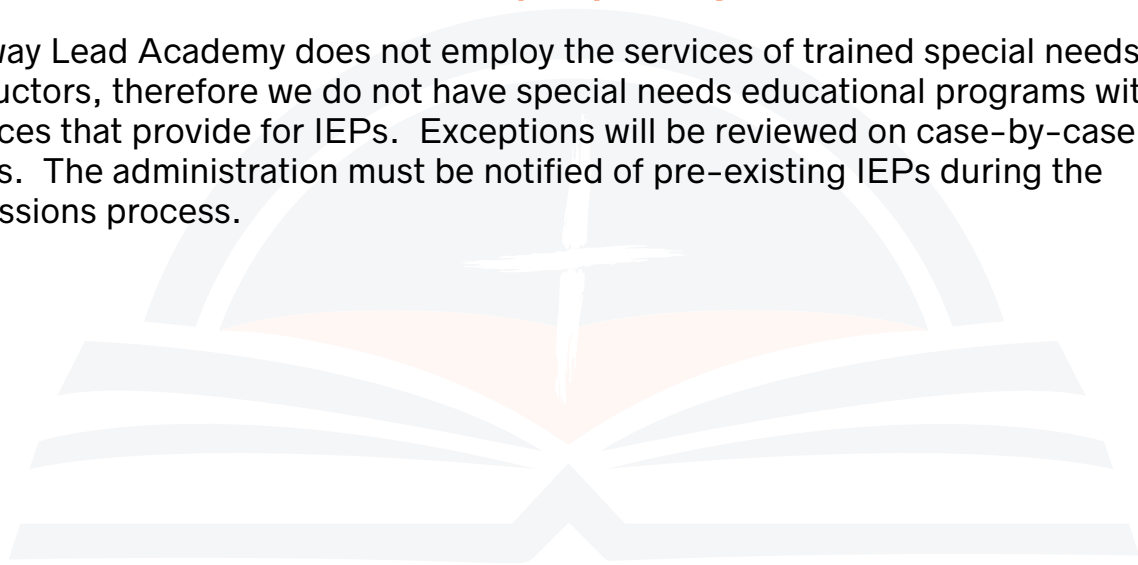 way Lead Academy does not employ the services of trained special needs
uctors, therefore we do not have special needs educational programs wit
ces that provide for IEPs.  Exceptions will be reviewed on case-by-case
s.  The administration must be notified of pre-existing IEPs during the
ssions process.